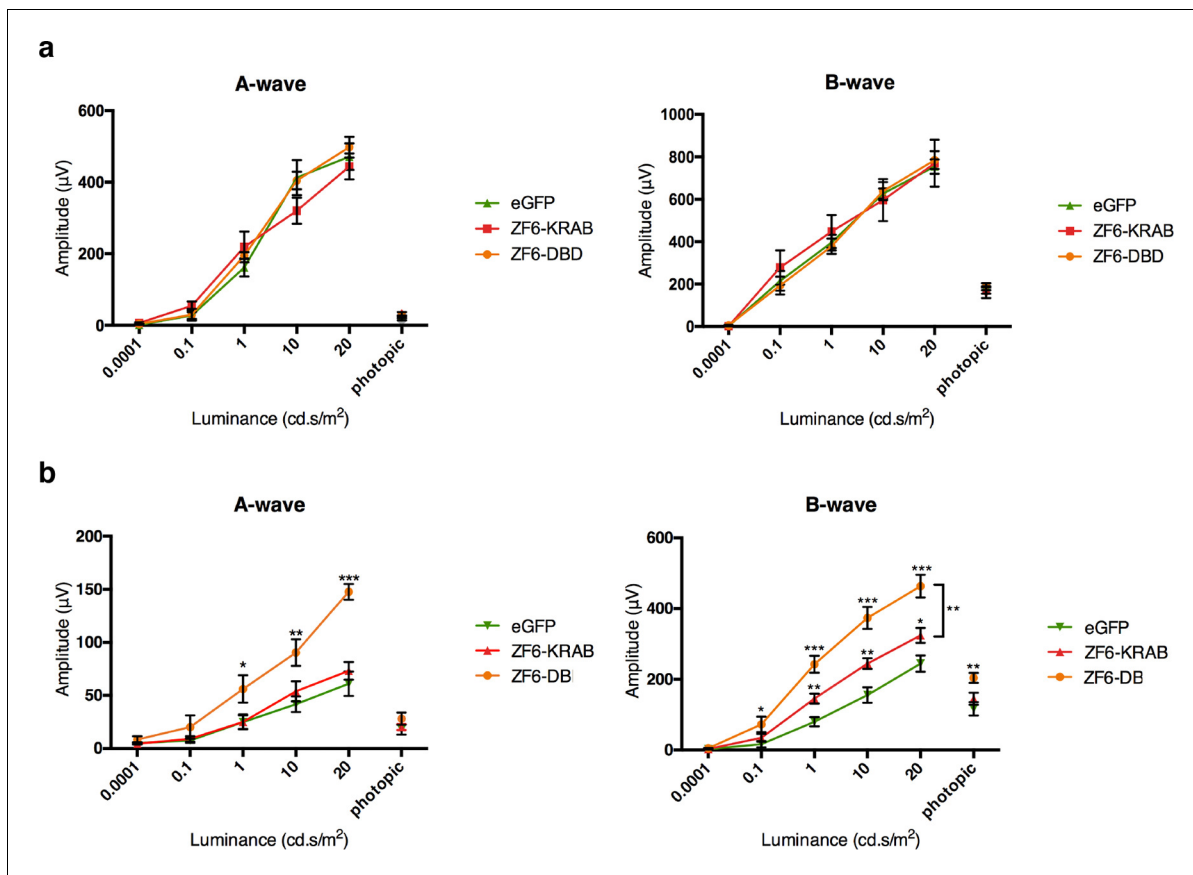 a
A-wave
600
400
200
0
Amplitude (µV)
0.0001
0.1
1
10
20
photopic
Luminance (cd.s/m²)
eGFP
ZF6-KRAB
ZF6-DBD
B-wave
1000
800
600
400
200
0
Amplitude (µV)
0.0001
0.1
1
10
20
photopic
Luminance (cd.s/m²)
eGFP
ZF6-KRAB
ZF6-DBD
b
A-wave
200
150
100
50
0
Amplitude (µV)
*
**
***
0.0001
0.1
1
10
20
photopic
Luminance (cd.s/m²)
eGFP
ZF6-KRAB
ZF6-DB
B-wave
600
400
200
0
Amplitude (µV)
*
***
**
***
**
***
*
**
**
0.0001
0.1
1
10
20
photopic
Luminance (cd.s/m²)
eGFP
ZF6-KRAB
ZF6-DB